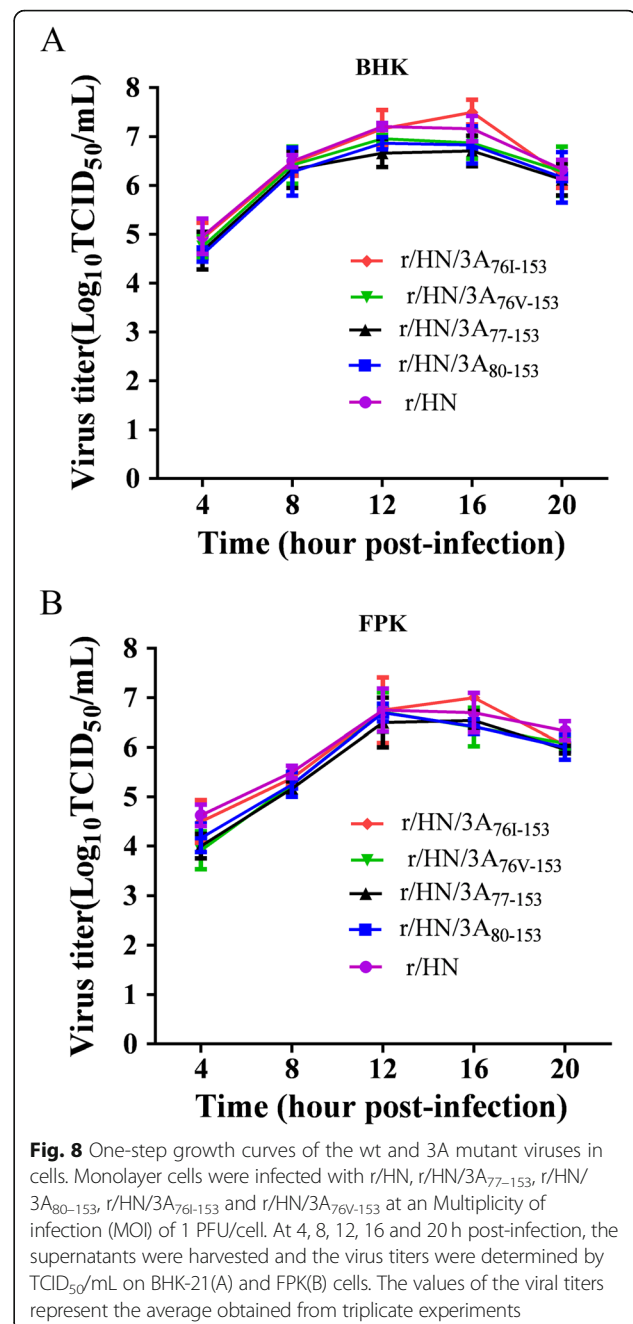 A
BHK
Virus titer(Log₁₀TCID₅₀/mL)
8
7
6
5
4
3
2
1
0
r/HN/3A₇₆I-₁₅₃
r/HN/3A₇₆V-₁₅₃
r/HN/3A₇₇-₁₅₃
r/HN/3A₈₀-₁₅₃
r/HN
4 8 12 16 20
Time (hour post-infection)
B
FPK
Virus titer(Log₁₀TCID₅₀/mL)
8
7
6
5
4
3
2
1
0
r/HN/3A₇₆I-₁₅₃
r/HN/3A₇₆V-₁₅₃
r/HN/3A₇₇-₁₅₃
r/HN/3A₈₀-₁₅₃
r/HN
4 8 12 16 20
Time (hour post-infection)
Fig. 8 One-step growth curves of the wt and 3A mutant viruses in
cells. Monolayer cells were infected with r/HN, r/HN/3A₇₇–₁₅₃, r/HN/
3A₈₀–₁₅₃, r/HN/3A₇₆I-₁₅₃ and r/HN/3A₇₆V-₁₅₃ at an Multiplicity of
infection (MOI) of 1 PFU/cell. At 4, 8, 12, 16 and 20 h post-infection, the
supernatants were harvested and the virus titers were determined by
TCID₅₀/mL on BHK-21(A) and FPK(B) cells. The values of the viral titers
represent the average obtained from triplicate experiments